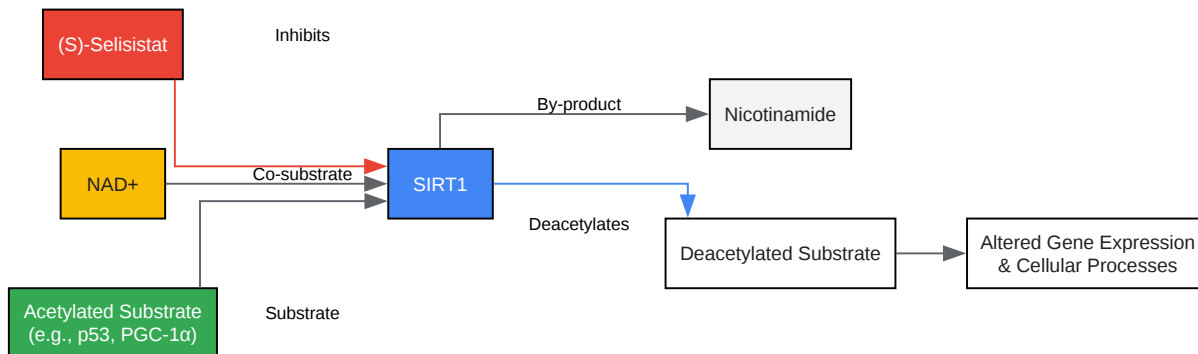 (S)-Selisistat
Inhibits
By-product
Nicotinamide
NAD+
Co-substrate
SIRT1
Deacetylates
Deacetylated Substrate
Altered Gene Expression
& Cellular Processes
Acetylated Substrate
(e.g., p53, PGC-1α)
Substrate